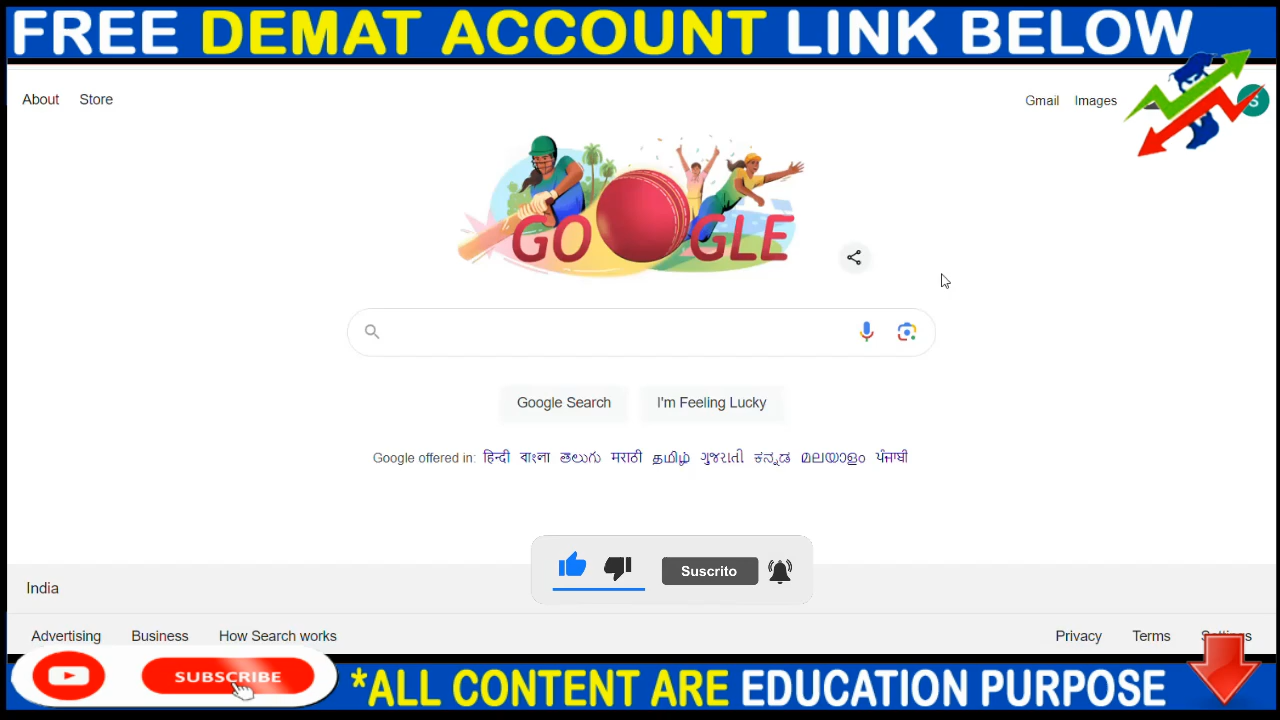 FREE DEMAT ACCOUNT LINK BELOW
About Store
Gmail Images
S
GOOGLE
Google Search I'm Feeling Lucky
Google offered in: हिन्दी বাংলা తెలుగు मराठी தமிழ் ગુજરાતી ಕನ್ನಡ മലയാളം ਪੰਜਾਬੀ
Suscrito
India
Advertising Business How Search works
Privacy Terms Settings
SUBSCRIBE
*ALL CONTENT ARE EDUCATION PURPOSE